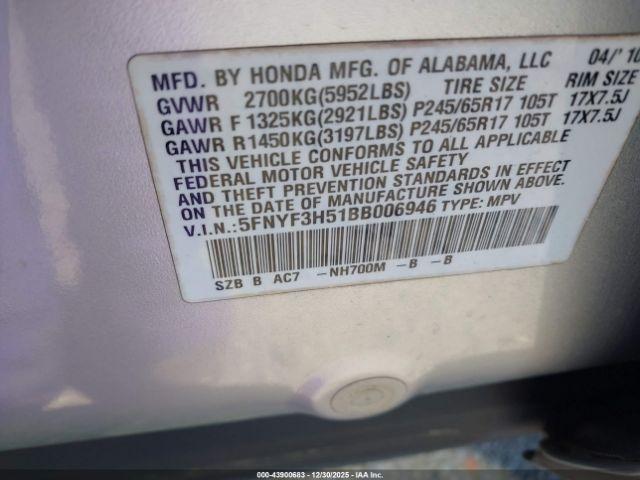 MFD. BY HONDA MFG. OF ALABAMA, LLC 04/' 10
GVWR 2700KG(5952LBS) TIRE SIZE RIM SIZE
GAWR F 1325KG(2921LBS) P245/65R17 105T 17X7.5J
GAWR R 1450KG(3197LBS) P245/65R17 105T 17X7.5J
THIS VEHICLE CONFORMS TO ALL APPLICABLE
FEDERAL MOTOR VEHICLE SAFETY
AND THEFT PREVENTION STANDARDS IN EFFECT
ON THE DATE OF MANUFACTURE SHOWN ABOVE.
V.I.N.:5FNYF3H51BB006946 TYPE: MPV
SZB B AC7 -NH700M -B -B
000-43900683 - 12/30/2025 - IAA Inc.